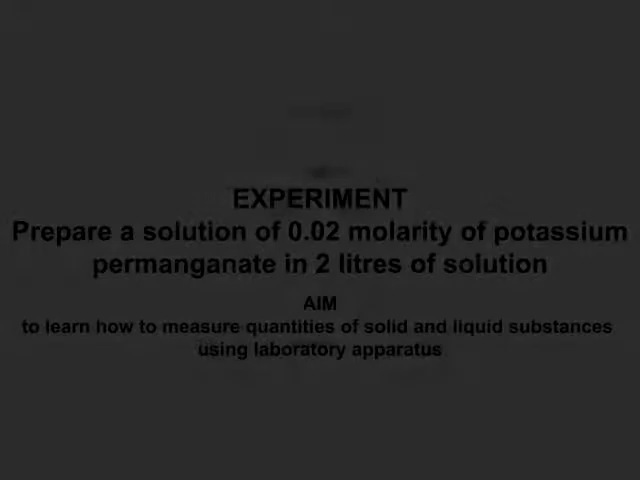 EXPERIMENT
Prepare a solution of 0.02 molarity of potassium
permanganate in 2 litres of solution
AIM
to learn how to measure quantities of solid and liquid substances
using laboratory apparatus